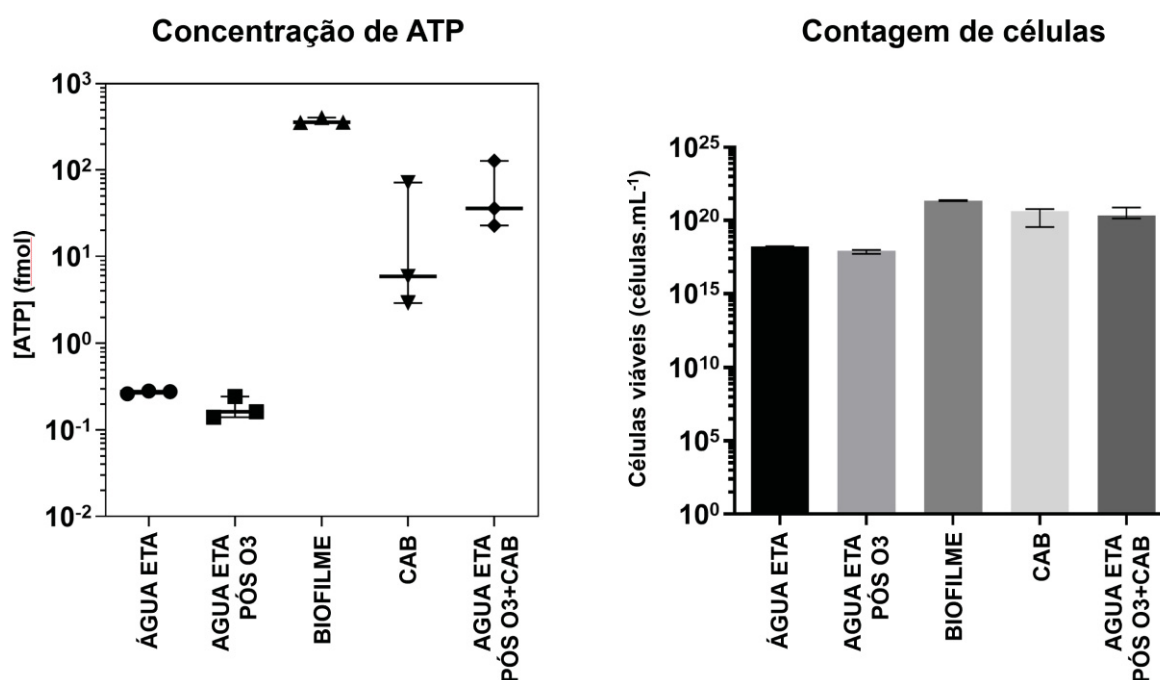 Concentração de ATP
[ATP] (fmol)
10³
10²
10¹
10⁰
10⁻¹
10⁻²
ÁGUA ETA
AGUA ETA
PÓS O3
BIOFILME
CAB
AGUA ETA
PÓS O3+CAB
Contagem de células
Células viáveis (células.mL⁻¹)
10²⁵
10²⁰
10¹⁵
10¹⁰
10⁵
10⁰
ÁGUA ETA
AGUA ETA
PÓS O3
BIOFILME
CAB
AGUA ETA
PÓS O3+CAB